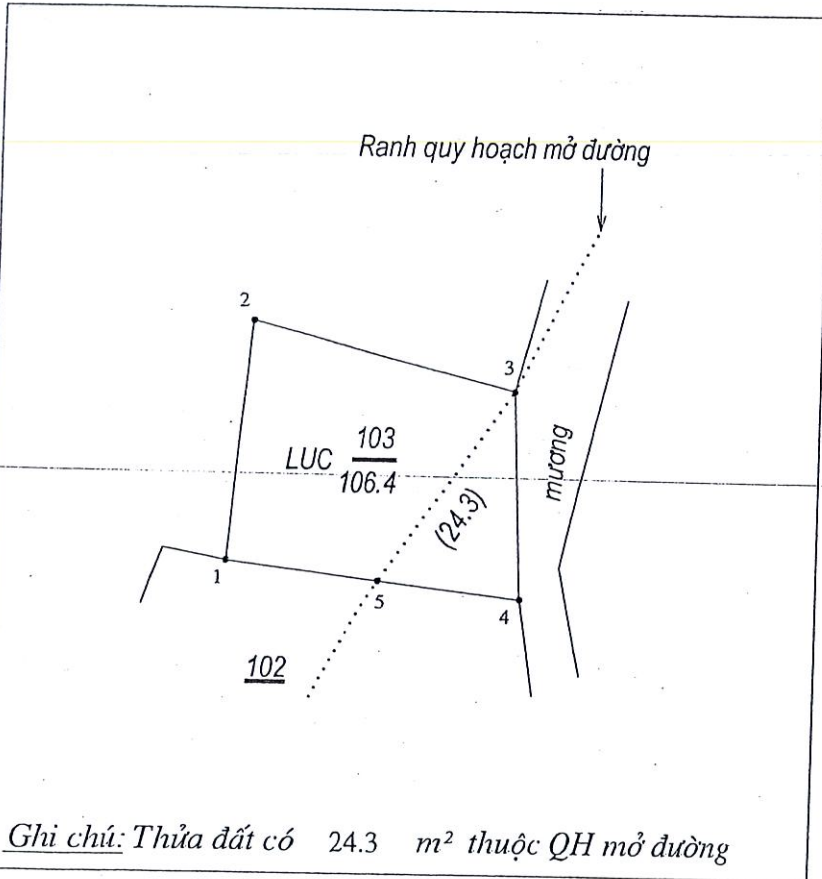 Ranh quy hoạch mở đường
2
3
mương
LUC 103
106.4
(24.3)
1
5
4
102
Ghi chú: Thửa đất có 24.3 m² thuộc QH mở đường